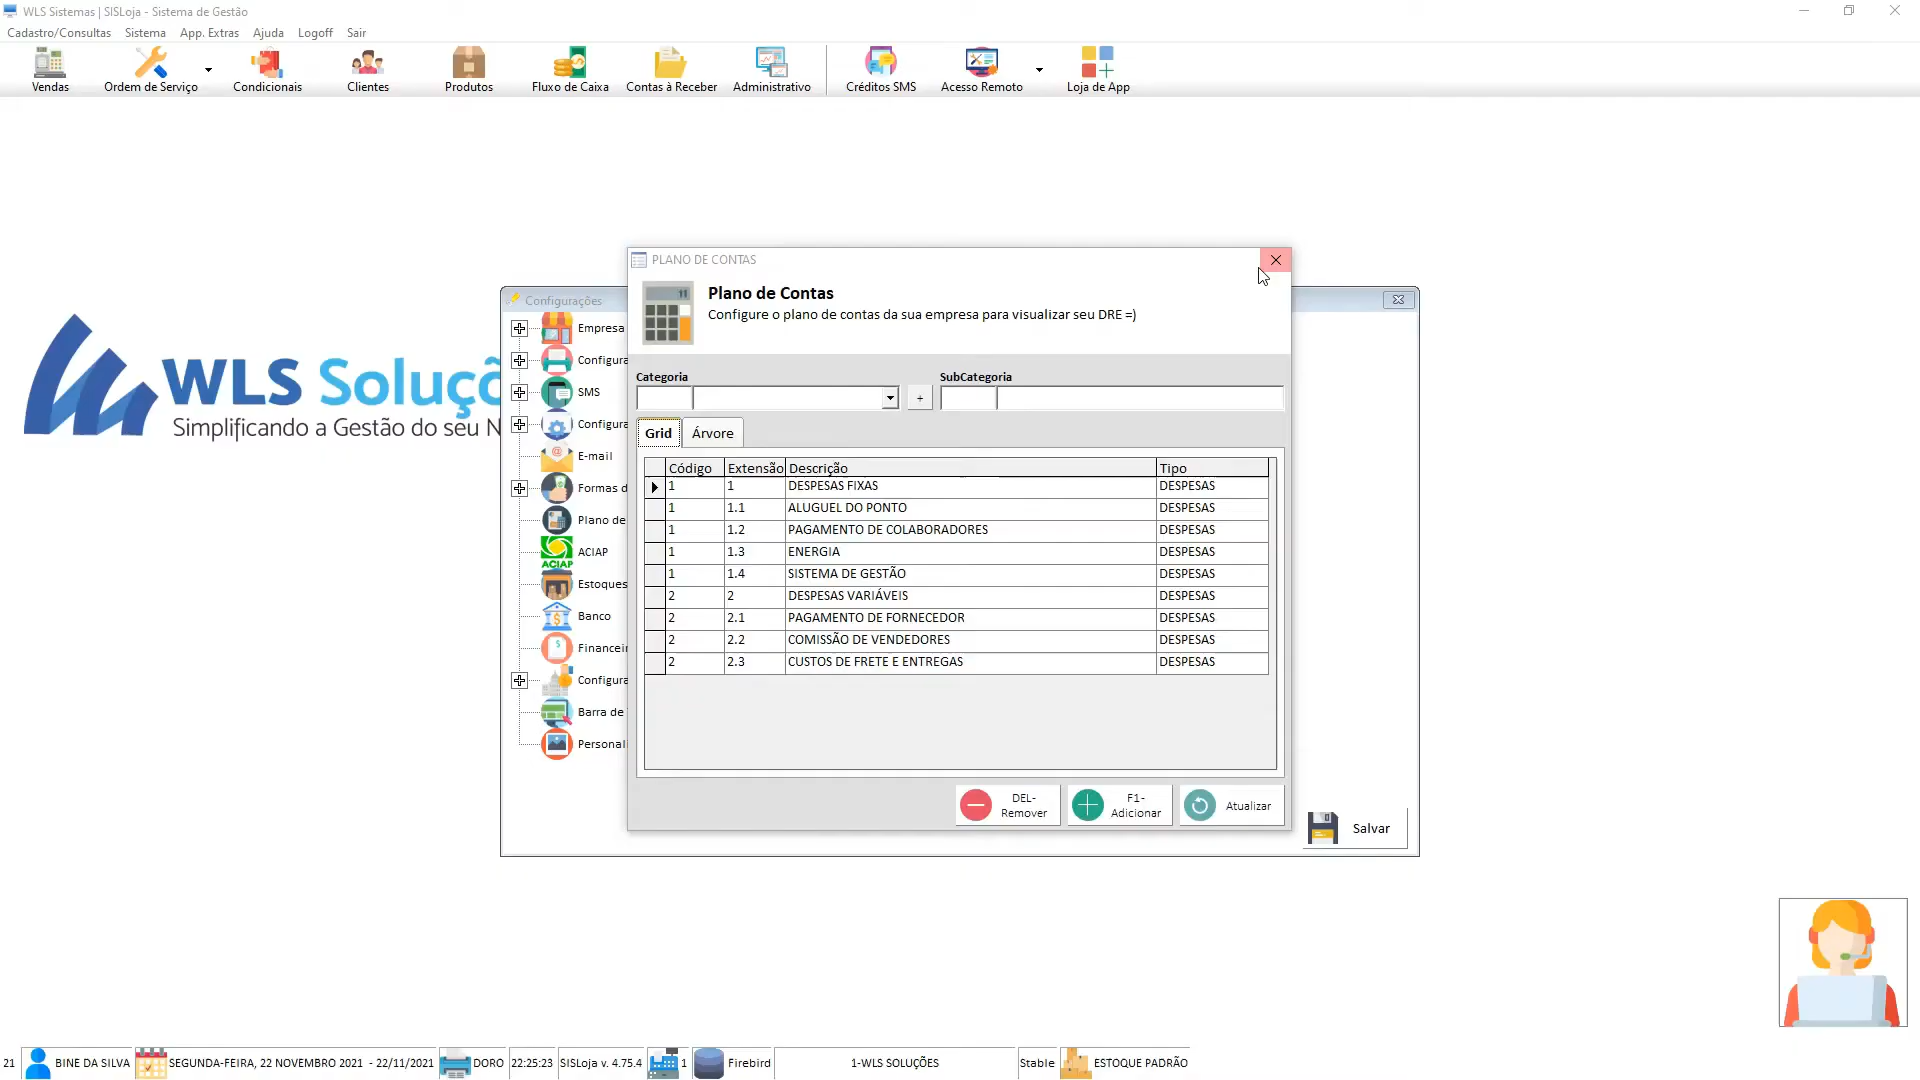 WLS Sistemas | SISLoja - Sistema de Gestão
Cadastro/Consultas Sistema App. Extras Ajuda Logoff Sair
Vendas Ordem de Serviço Condicionais Clientes Produtos Fluxo de Caixa Contas à Receber Administrativo Créditos SMS Acesso Remoto Loja de App
WLS Soluçõ
Simplificando a Gestão do seu N
Configurações
Empresa
Configura
SMS
Configura
E-mail
Formas d
Plano de
ACIAP
ACIAP
Estoques
Banco
Financei
Configura
Barra de
Personal
Salvar
PLANO DE CONTAS
Plano de Contas
Configure o plano de contas da sua empresa para visualizar seu DRE =)
Categoria SubCategoria
+
Grid Árvore
Código Extensão Descrição Tipo
1 1 DESPESAS FIXAS DESPESAS
1 1.1 ALUGUEL DO PONTO DESPESAS
1 1.2 PAGAMENTO DE COLABORADORES DESPESAS
1 1.3 ENERGIA DESPESAS
1 1.4 SISTEMA DE GESTÃO DESPESAS
2 2 DESPESAS VARIÁVEIS DESPESAS
2 2.1 PAGAMENTO DE FORNECEDOR DESPESAS
2 2.2 COMISSÃO DE VENDEDORES DESPESAS
2 2.3 CUSTOS DE FRETE E ENTREGAS DESPESAS
DEL-
Remover
F1-
Adicionar
Atualizar
21 BINE DA SILVA SEGUNDA-FEIRA, 22 NOVEMBRO 2021 - 22/11/2021 DORO 22:25:23 SISLoja v. 4.75.4 1 Firebird 1-WLS SOLUÇÕES Stable ESTOQUE PADRÃO